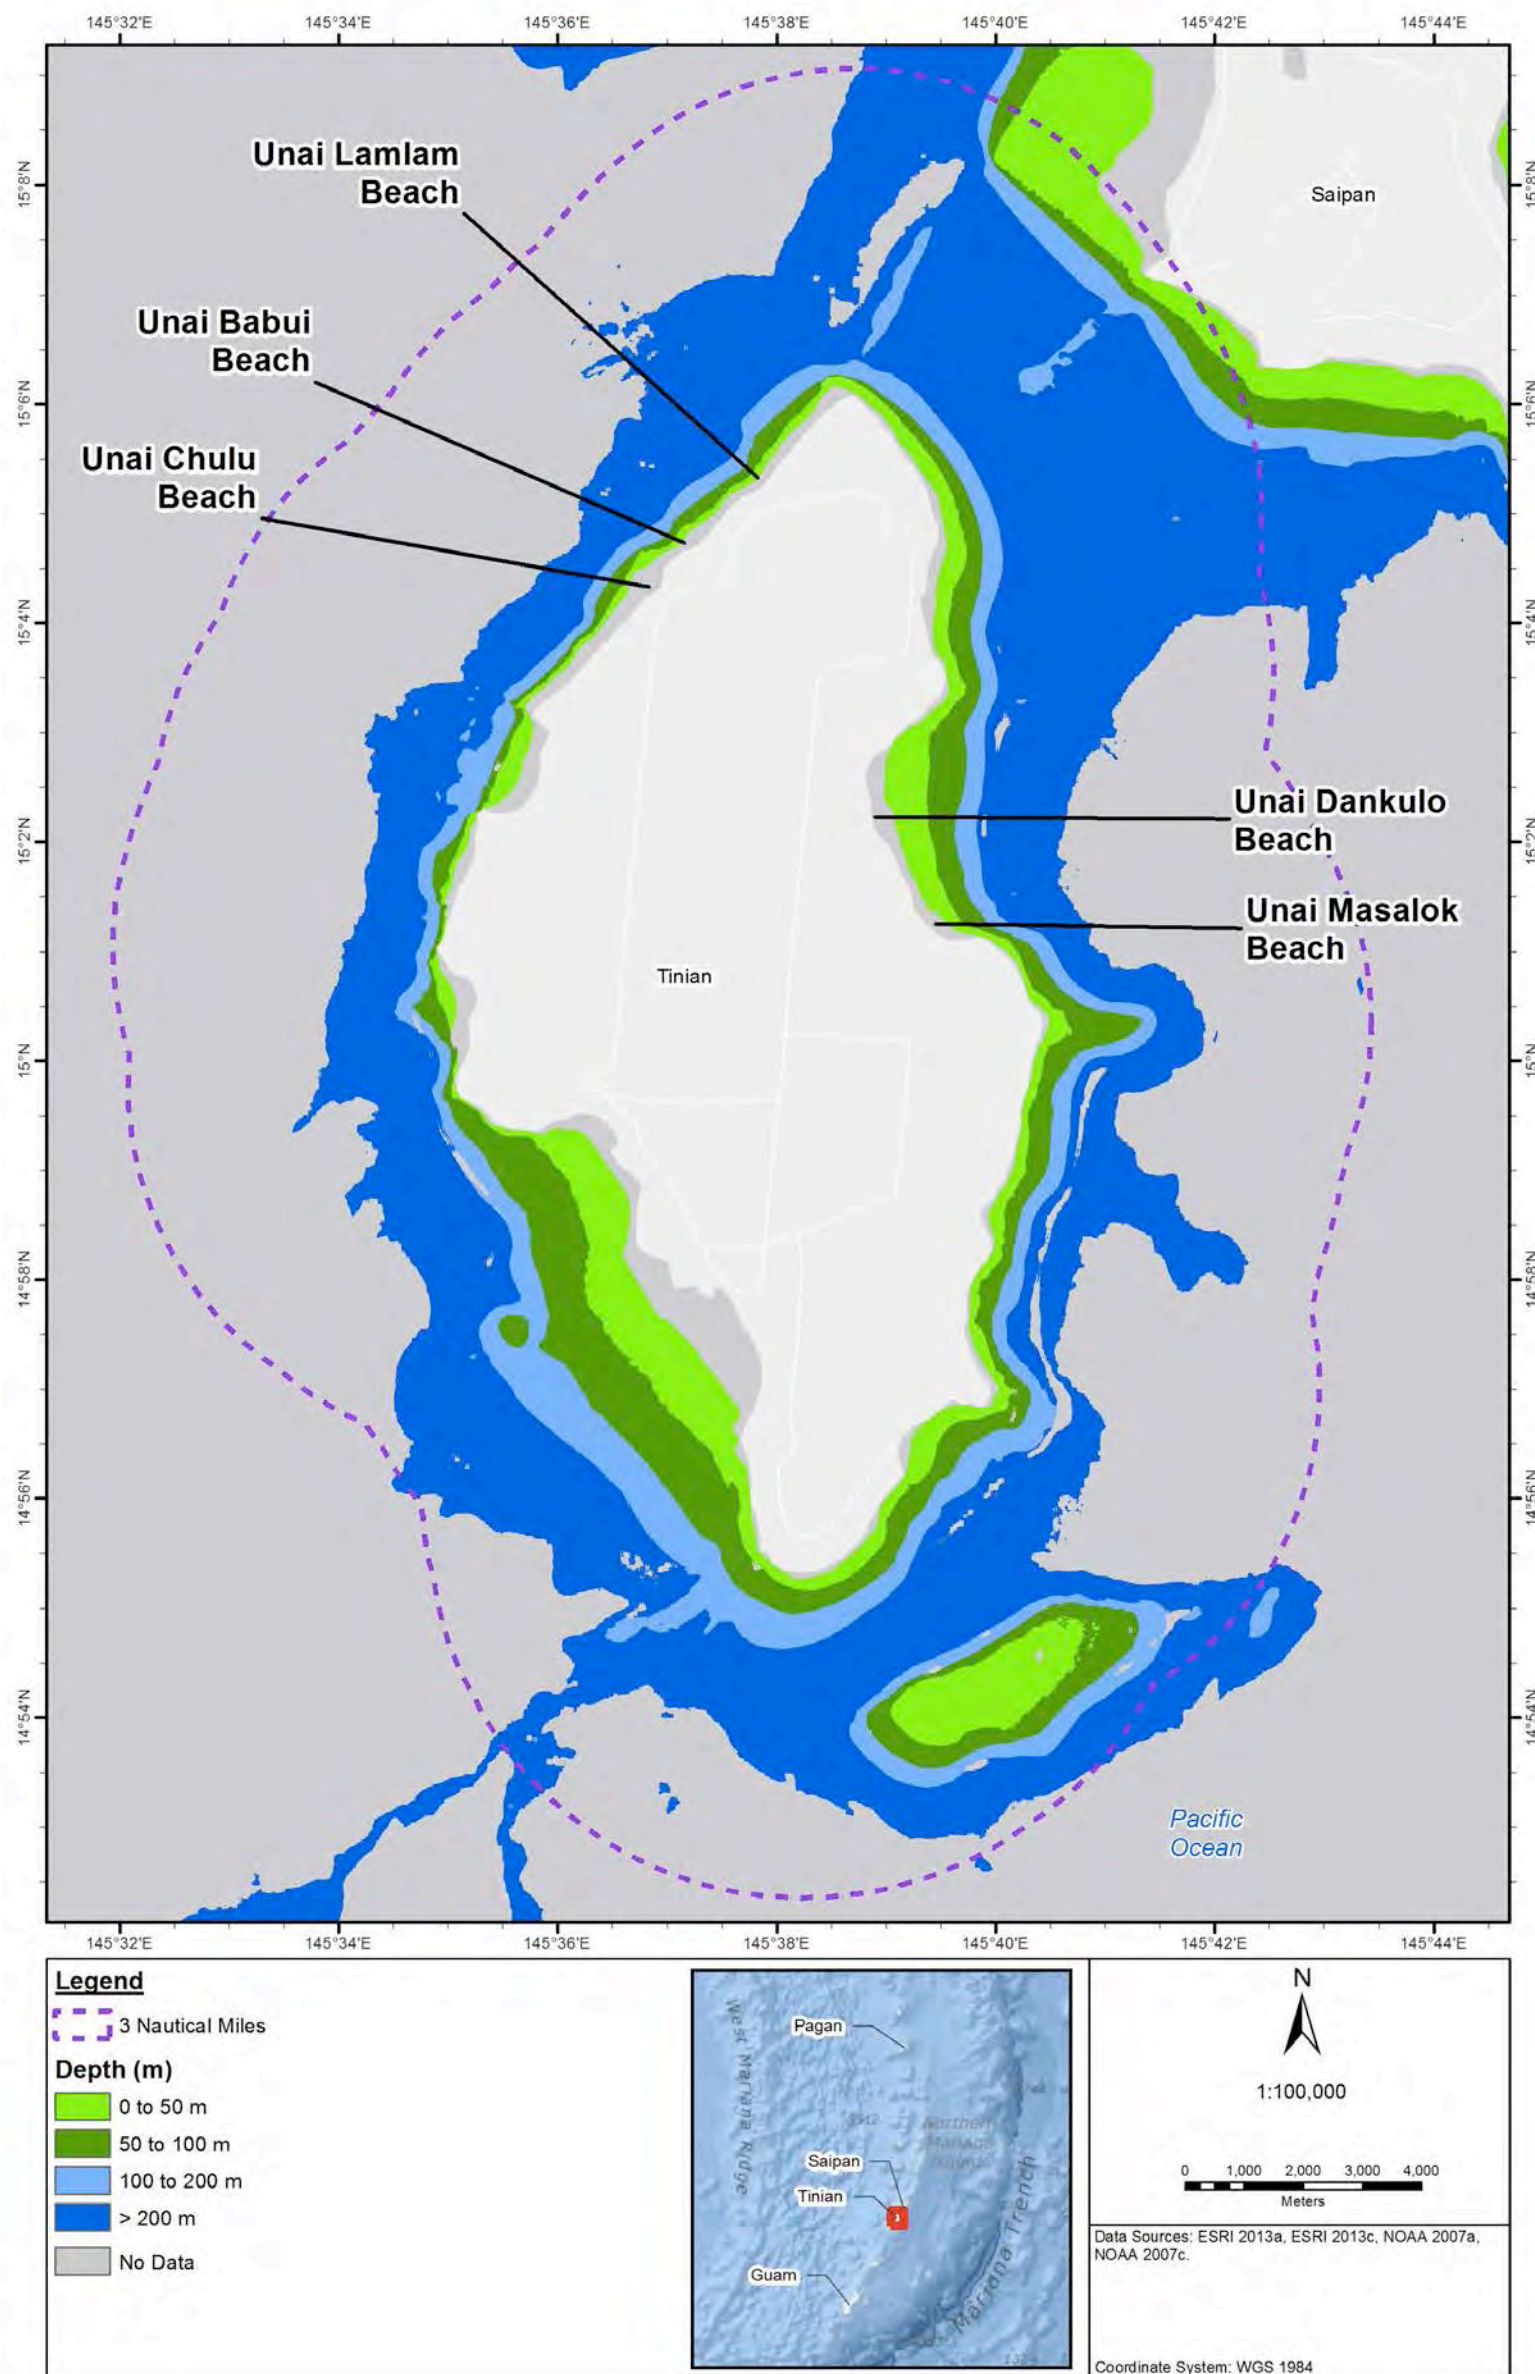 145°32'E 145°34'E 145°36'E 145°38'E 145°40'E 145°42'E 145°44'E
Unai Lamlam
Beach
15°8'N
15°8'N
Saipan
Unai Babui
Beach
15°6'N
15°6'N
Unai Chulu
Beach
15°4'N
15°4'N
Unai Dankulo
Beach
15°2'N
15°2'N
Unai Masalok
Beach
Tinian
15°N
15°N
14°58'N
14°58'N
14°56'N
14°56'N
14°54'N
14°54'N
Pacific
Ocean
145°32'E 145°34'E 145°36'E 145°38'E 145°40'E 145°42'E 145°44'E
Legend
3 Nautical Miles
Depth (m)
0 to 50 m
50 to 100 m
100 to 200 m
> 200 m
No Data
West Mariana Ridge
Pagan
Northern
Mariana
Saipan
Tinian
Guam
Mariana Trench
N
1:100,000
0 1,000 2,000 3,000 4,000
Meters
Data Sources: ESRI 2013a, ESRI 2013c, NOAA 2007a,
NOAA 2007c.
Coordinate System: WGS 1984